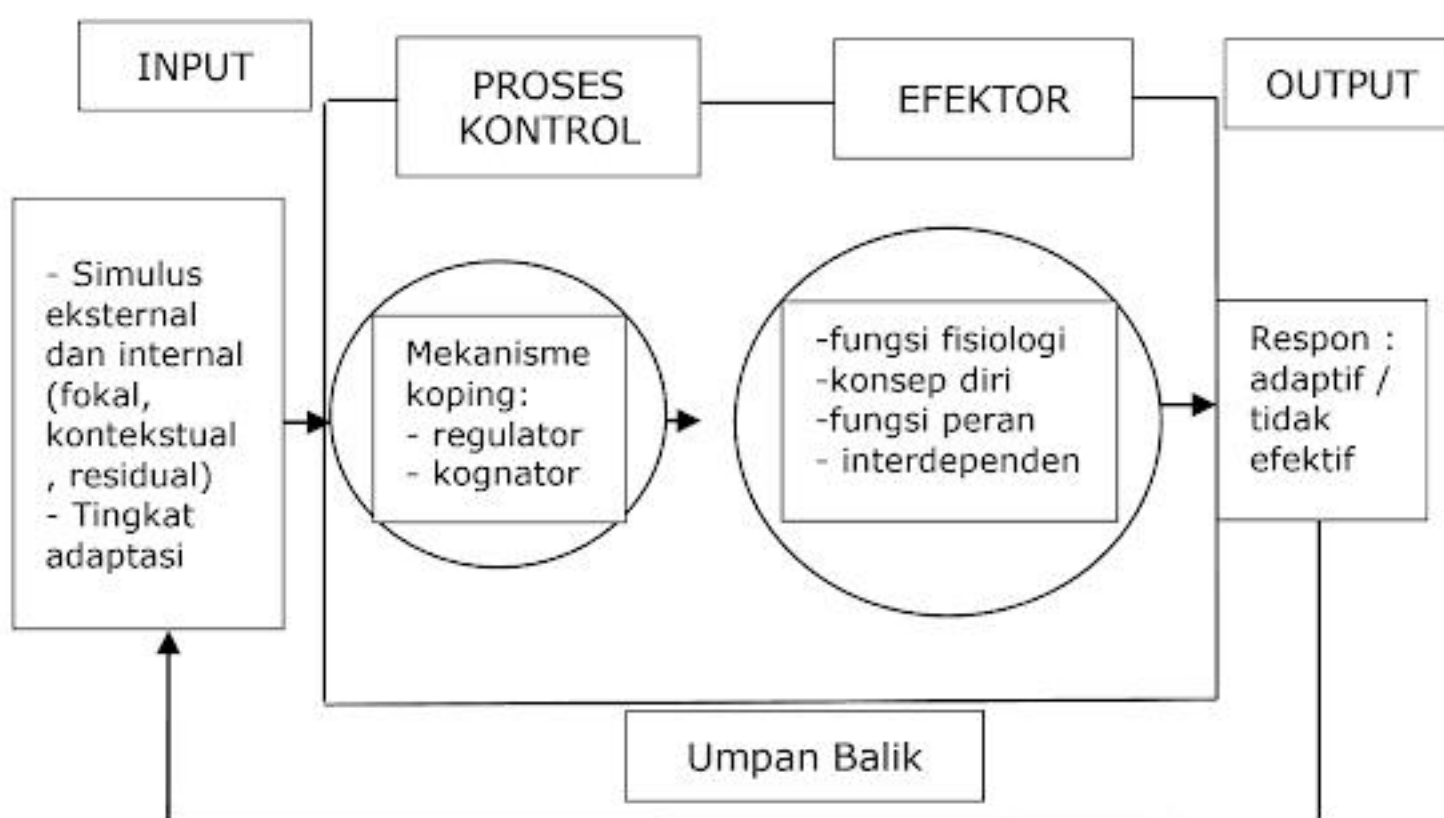 INPUT
PROSES
KONTROL
EFEKTOR
OUTPUT
- Simulus
eksternal
dan internal
(fokal,
kontekstual
, residual)
- Tingkat
adaptasi
Mekanisme
koping:
- regulator
- kognator
-fungsi fisiologi
-konsep diri
-fungsi peran
- interdependen
Respon :
adaptif /
tidak
efektif
Umpan Balik